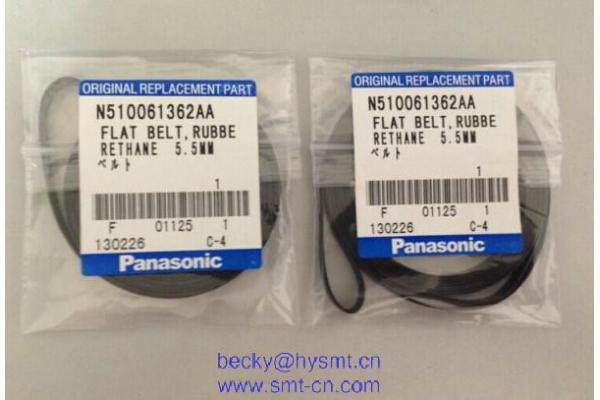 ORIGINAL REPLACEMENT PART
N510061362AA
FLAT BELT,RUBBE
RETHANE 5.5MM
ベルト
1
F 01125 1
130226 C-4
Panasonic
ORIGINAL REPLACEMENT PART
N510061362AA
FLAT BELT,RUBBE
RETHANE 5.5MM
ベルト
1
F 01125 1
130226 C-4
Panasonic
becky@hysmt.cn
www.smt-cn.com